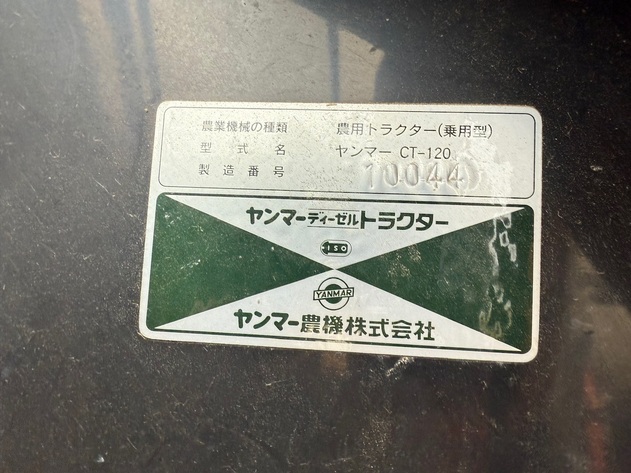 農業機械の種類 農用トラクター(乗用型)
型式名 ヤンマー CT-120
製造番号 10044
ヤンマーディーゼルトラクター
ISO
YANMAR
ヤンマー農機株式会社